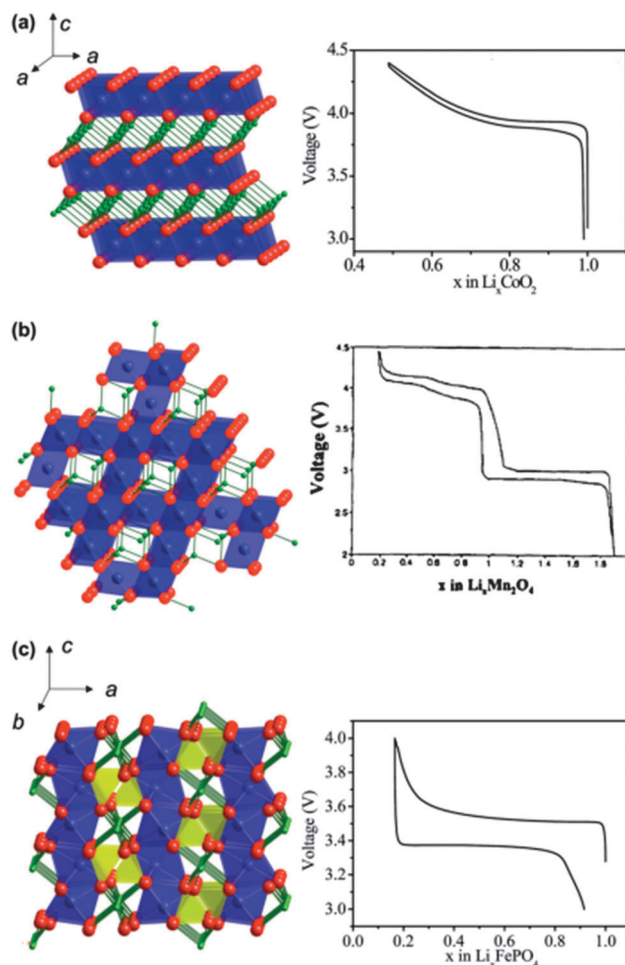 (a)
c
a
a
4.5
4.0
3.5
3.0
Voltage (V)
0.4 0.6 0.8 1.0
x in LixCoO2
(b)
4.5
4
3.5
3
2.5
2
Voltage (V)
0.2 0.4 0.6 0.8 1.0 1.2 1.4 1.6 1.8
x in LixMn2O4
(c)
c
a
b
4.0
3.8
3.6
3.4
3.2
3.0
Voltage (V)
0.0 0.2 0.4 0.6 0.8 1.0
x in LixFePO4